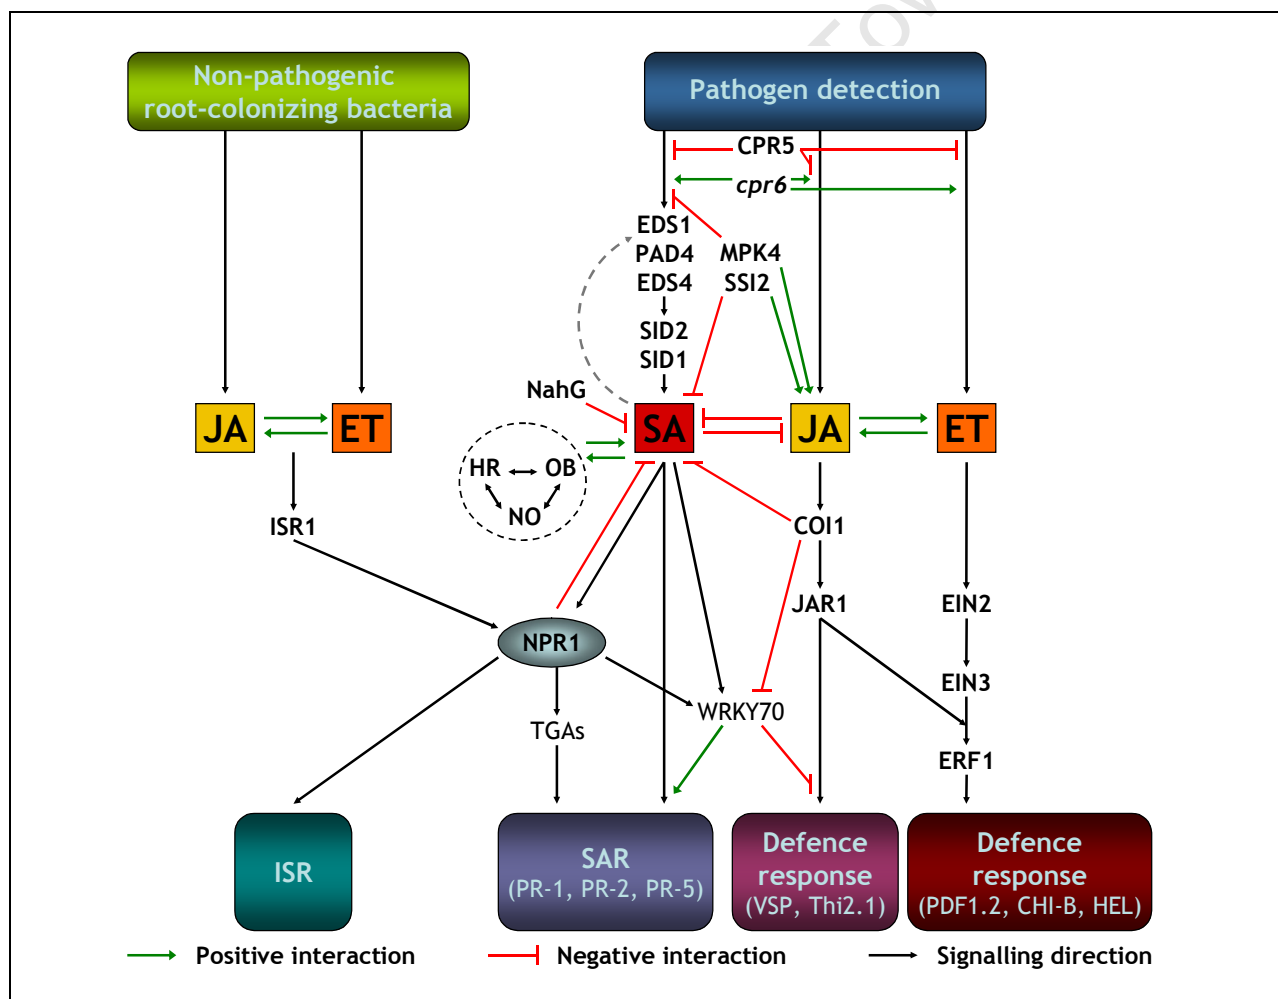 Tow
Non-pathogenic
root-colonizing bacteria
Pathogen detection
CPR5
cpr6
EDS1
PAD4
EDS4
MPK4
SSI2
SID2
SID1
NahG
JA
ET
SA
JA
ET
HR
OB
NO
ISR1
COI1
JAR1
EIN2
NPR1
EIN3
WRKY70
TGAs
ERF1
ISR
SAR
(PR-1, PR-2, PR-5)
Defence
response
(VSP, Thi2.1)
Defence
response
(PDF1.2, CHI-B, HEL)
Positive interaction
Negative interaction
Signalling direction